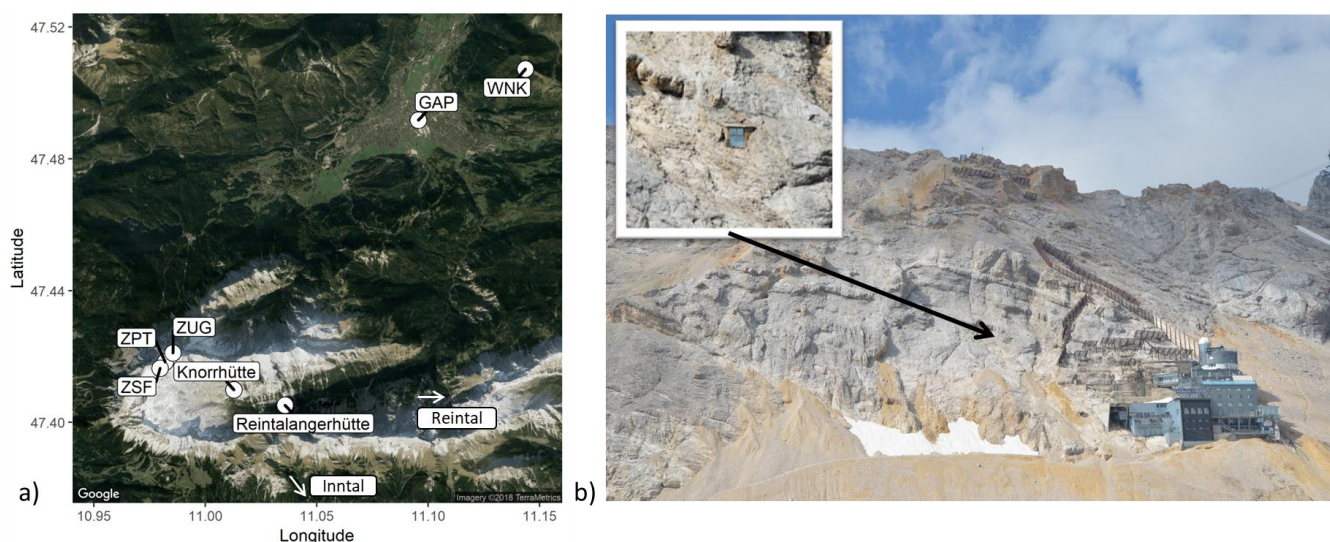 47.52
47.48
47.44
47.40
Latitude
WNK
GAP
ZPT
ZUG
Knorrhütte
ZSF
Reintalangerhütte
Reintal
Inntal
Google
Imagery ©2018 TerraMetrics
10.95
11.00
11.05
11.10
11.15
Longitude
a)
b)